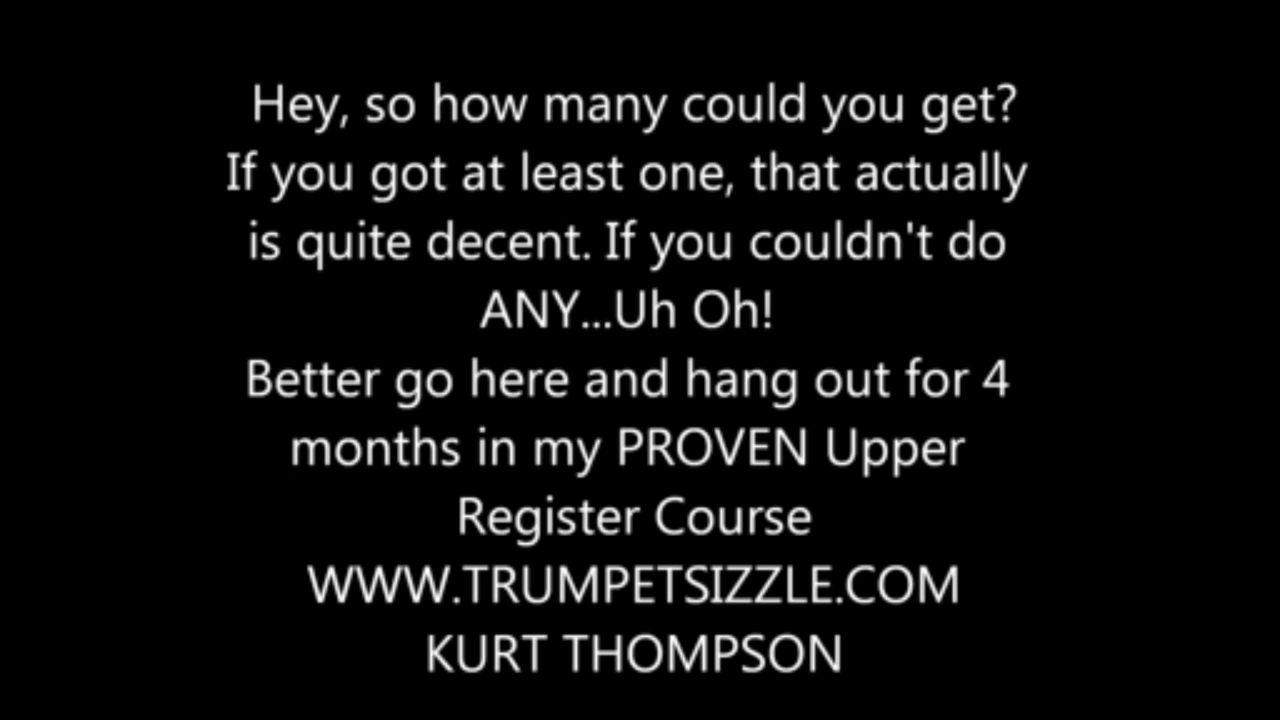 Hey, so how many could you get?
If you got at least one, that actually
is quite decent. If you couldn't do
ANY...Uh Oh!
Better go here and hang out for 4
months in my PROVEN Upper
Register Course
WWW.TRUMPETSIZZLE.COM
KURT THOMPSON